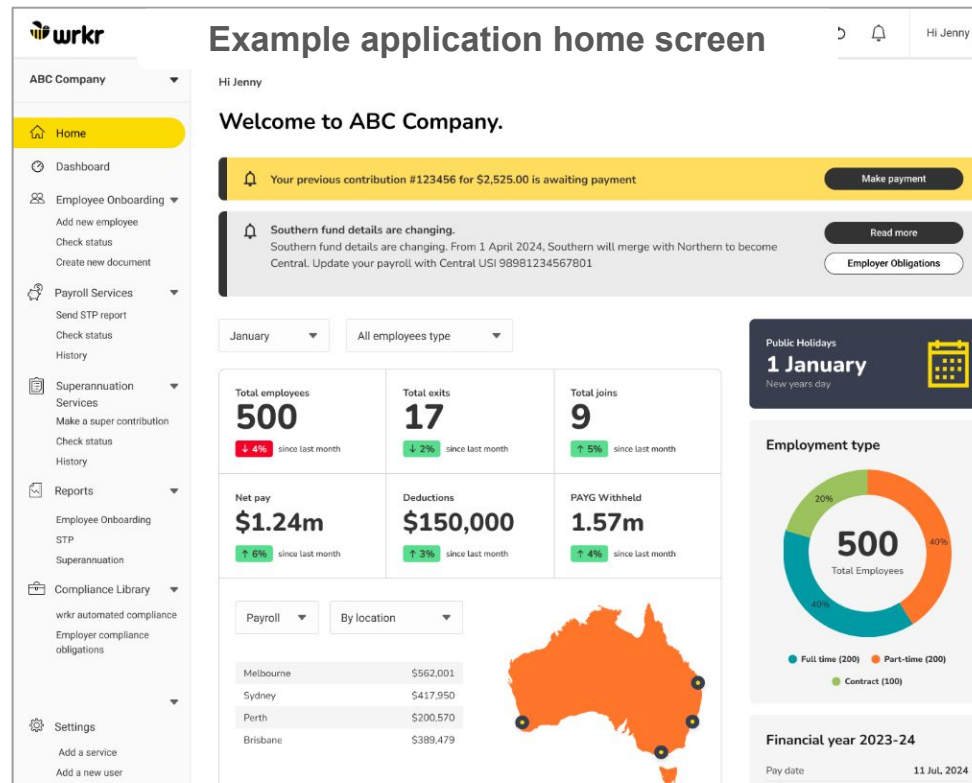 wrkr
Example application home screen
Hi Jenny
ABC Company
Home
Dashboard
Employee Onboarding
Add new employee
Check status
Create new document
Payroll Services
Send STP report
Check status
History
Superannuation
Services
Make a super contribution
Check status
History
Reports
Employee Onboarding
STP
Superannuation
Compliance Library
wrkr automated compliance
Employer compliance
obligations
Settings
Add a service
Add a new user
Hi Jenny
Welcome to ABC Company.
Your previous contribution #123456 for $2,525.00 is awaiting payment
Make payment
Southern fund details are changing.
Southern fund details are changing. From 1 April 2024, Southern will merge with Northern to become
Central. Update your payroll with Central USI 98981234567801
Read more
Employer Obligations
January
All employees type
Total employees
500
↓ 4% since last month
Total exits
17
↓ 2% since last month
Total joins
9
↑ 5% since last month
Net pay
$1.24m
↑ 6% since last month
Deductions
$150,000
↑ 3% since last month
PAYG Withheld
1.57m
↑ 4% since last month
Payroll
By location
Melbourne $562,001
Sydney $417,950
Perth $200,570
Brisbane $389,479
Public Holidays
1 January
New years day
Employment type
20%
40%
40%
500
Total Employees
Full time (200) Part-time (200)
Contract (100)
Financial year 2023-24
Pay date 11 Jul, 2024